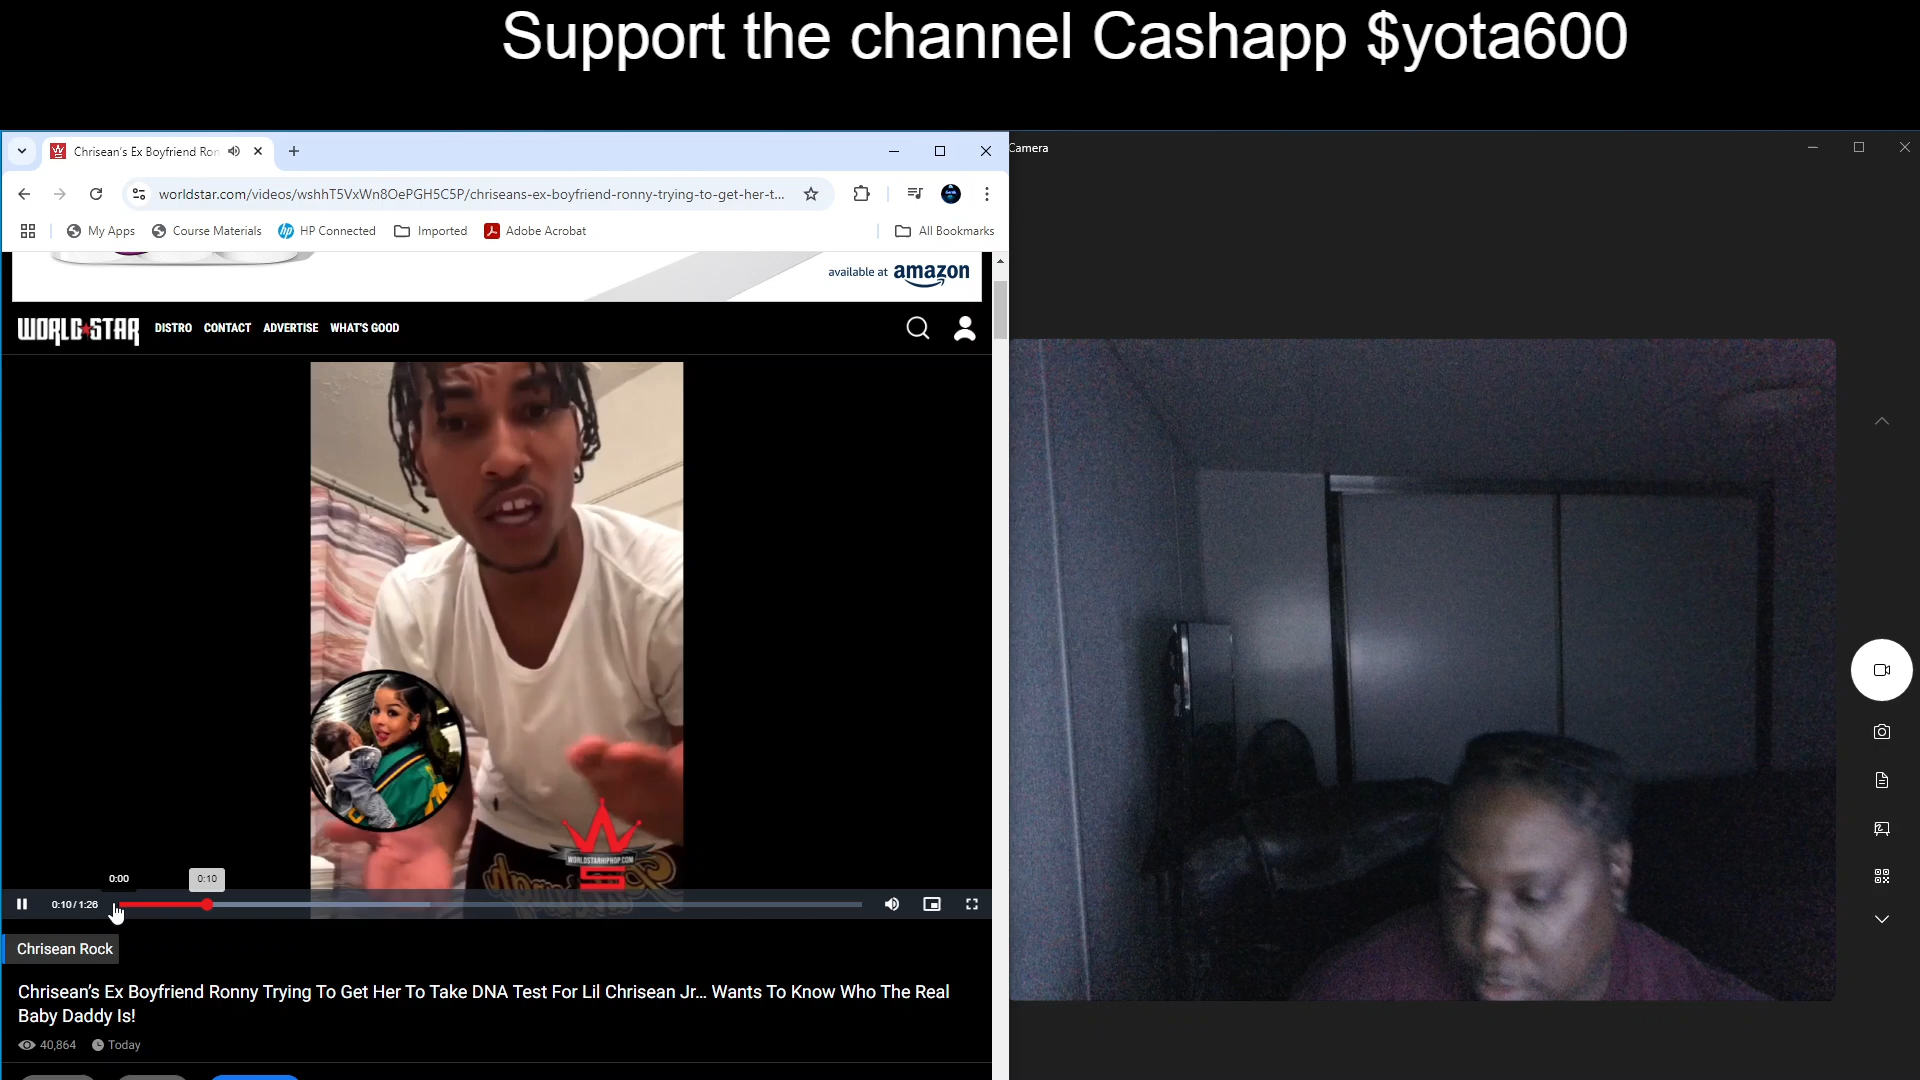 Support the channel Cashapp $yota600
Chrisean's Ex Boyfriend Ron
Camera
worldstar.com/videos/wshhT5VxWn8OePGH5C5P/chriseans-ex-boyfriend-ronny-trying-to-get-her-t...
My Apps
Course Materials
HP Connected
Imported
Adobe Acrobat
All Bookmarks
available at amazon
WORLDSTAR
DISTRO CONTACT ADVERTISE WHAT'S GOOD
WORLDSTARHIPHOP.COM
0:00
0:10
0:10 / 1:26
Chrisean Rock
Chrisean's Ex Boyfriend Ronny Trying To Get Her To Take DNA Test For Lil Chrisean Jr... Wants To Know Who The Real
Baby Daddy Is!
40,864 Today